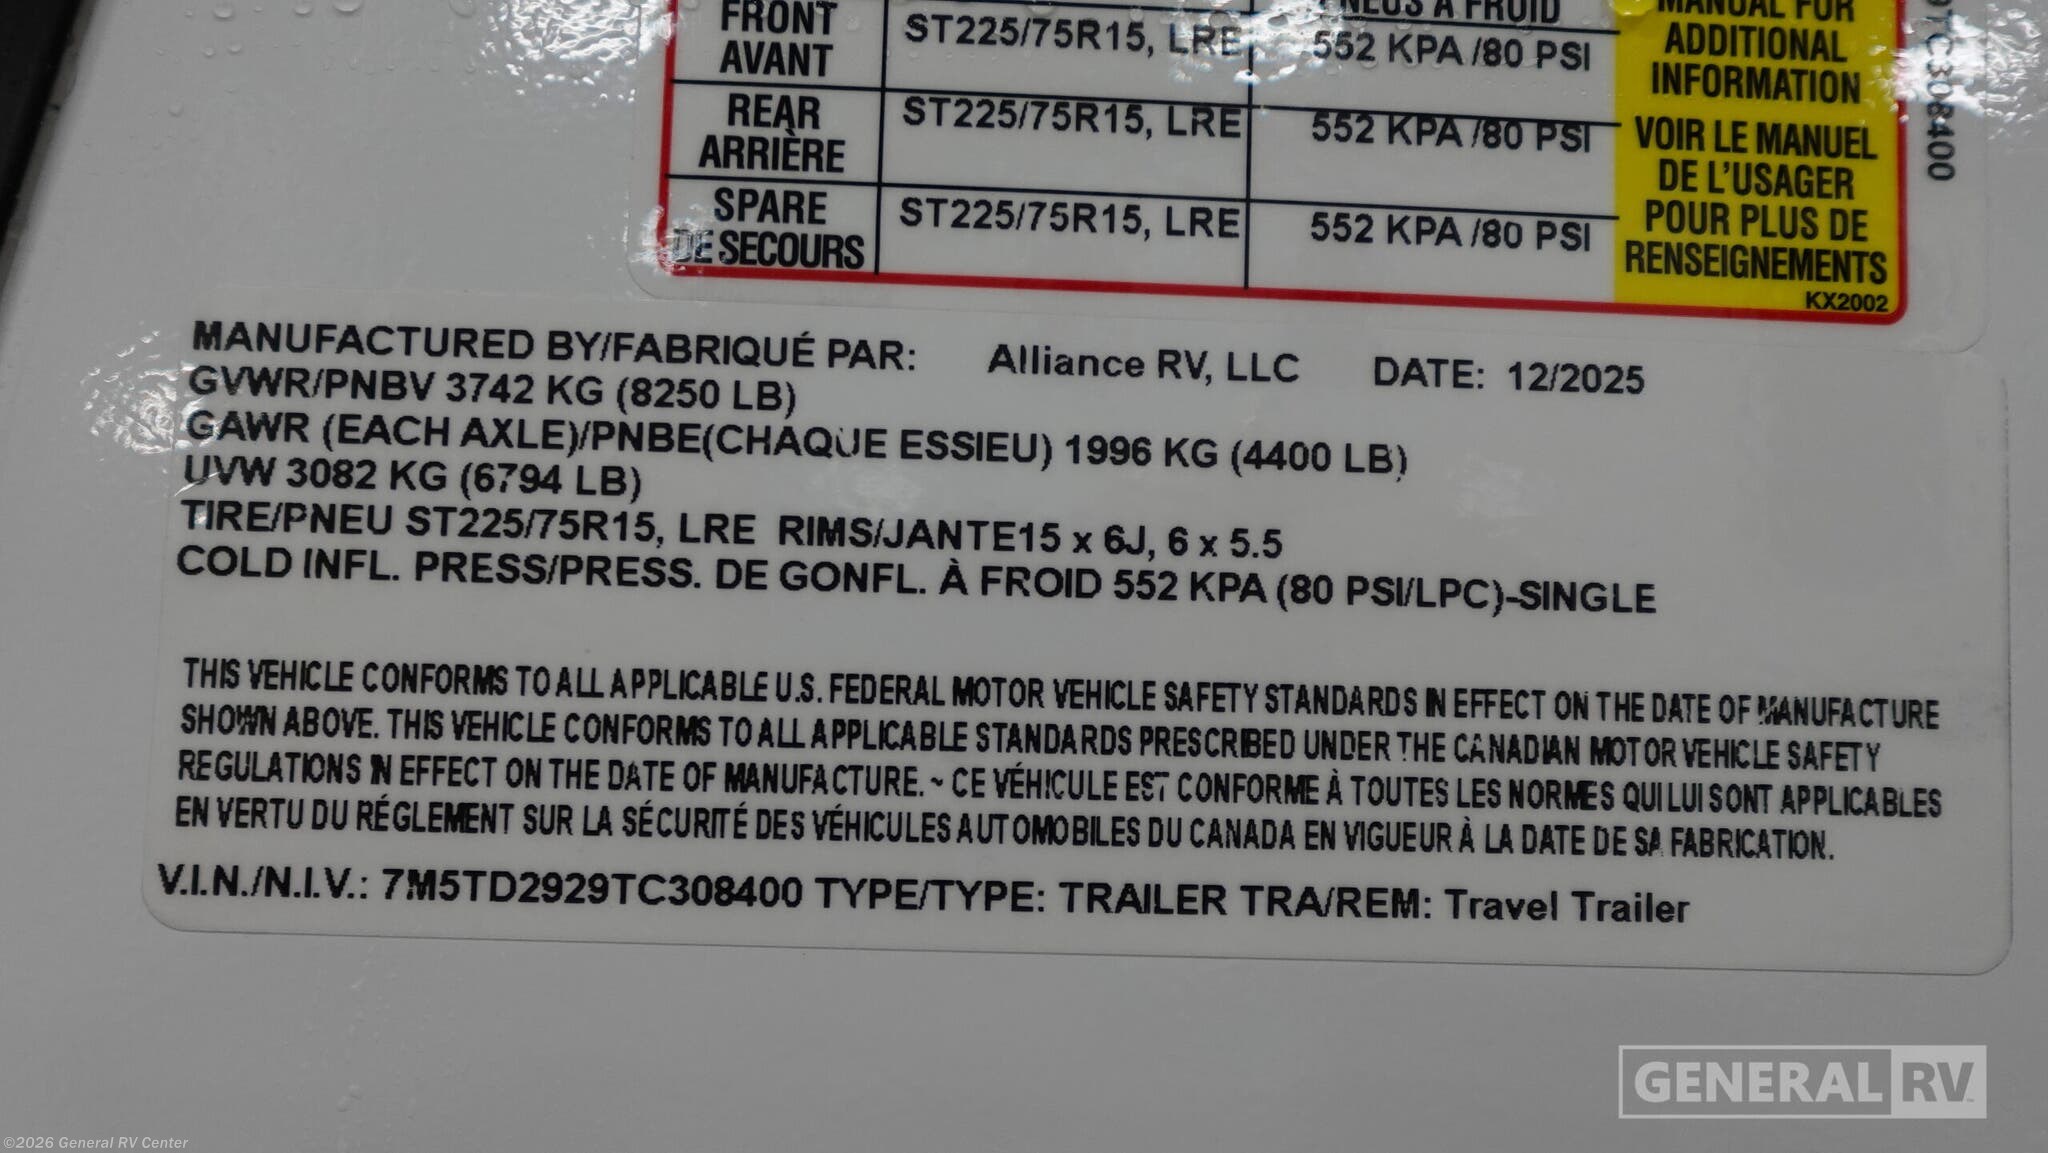 FRONT
AVANT
ST225/75R15, LRE
PNEUS À FROID
552 KPA /80 PSI
REAR
ARRIÈRE
ST225/75R15, LRE
552 KPA /80 PSI
SPARE
DE SECOURS
ST225/75R15, LRE
552 KPA /80 PSI
MANUAL FOR
ADDITIONAL
INFORMATION
VOIR LE MANUEL
DE L'USAGER
POUR PLUS DE
RENSEIGNEMENTS
KX2002
9TC308400
MANUFACTURED BY/FABRIQUÉ PAR: Alliance RV, LLC DATE: 12/2025
GVWR/PNBV 3742 KG (8250 LB)
GAWR (EACH AXLE)/PNBE(CHAQUE ESSIEU) 1996 KG (4400 LB)
UVW 3082 KG (6794 LB)
TIRE/PNEU ST225/75R15, LRE RIMS/JANTE15 x 6J, 6 x 5.5
COLD INFL. PRESS/PRESS. DE GONFL. À FROID 552 KPA (80 PSI/LPC)-SINGLE
THIS VEHICLE CONFORMS TO ALL APPLICABLE U.S. FEDERAL MOTOR VEHICLE SAFETY STANDARDS IN EFFECT ON THE DATE OF MANUFACTURE
SHOWN ABOVE. THIS VEHICLE CONFORMS TO ALL APPLICABLE STANDARDS PRESCRIBED UNDER THE CANADIAN MOTOR VEHICLE SAFETY
REGULATIONS IN EFFECT ON THE DATE OF MANUFACTURE. ~ CE VÉHICULE EST CONFORME À TOUTES LES NORMES QUI LUI SONT APPLICABLES
EN VERTU DU RÉGLEMENT SUR LA SÉCURITÉ DES VÉHICULES AUTOMOBILES DU CANADA EN VIGUEUR À LA DATE DE SA FABRICATION.
V.I.N./N.I.V.: 7M5TD2929TC308400 TYPE/TYPE: TRAILER TRA/REM: Travel Trailer
GENERAL RV
©2026 General RV Center